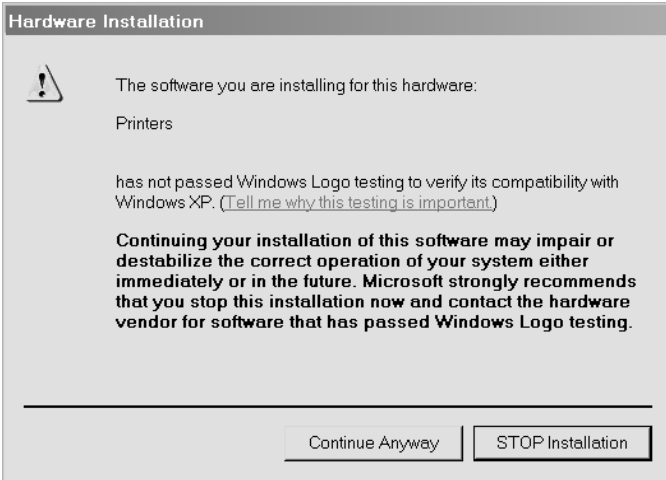 Hardware Installation
The software you are installing for this hardware:
Printers
has not passed Windows Logo testing to verify its compatibility with
Windows XP. (Tell me why this testing is important.)
Continuing your installation of this software may impair or
destabilize the correct operation of your system either
immediately or in the future. Microsoft strongly recommends
that you stop this installation now and contact the hardware
vendor for software that has passed Windows Logo testing.
Continue Anyway
STOP Installation